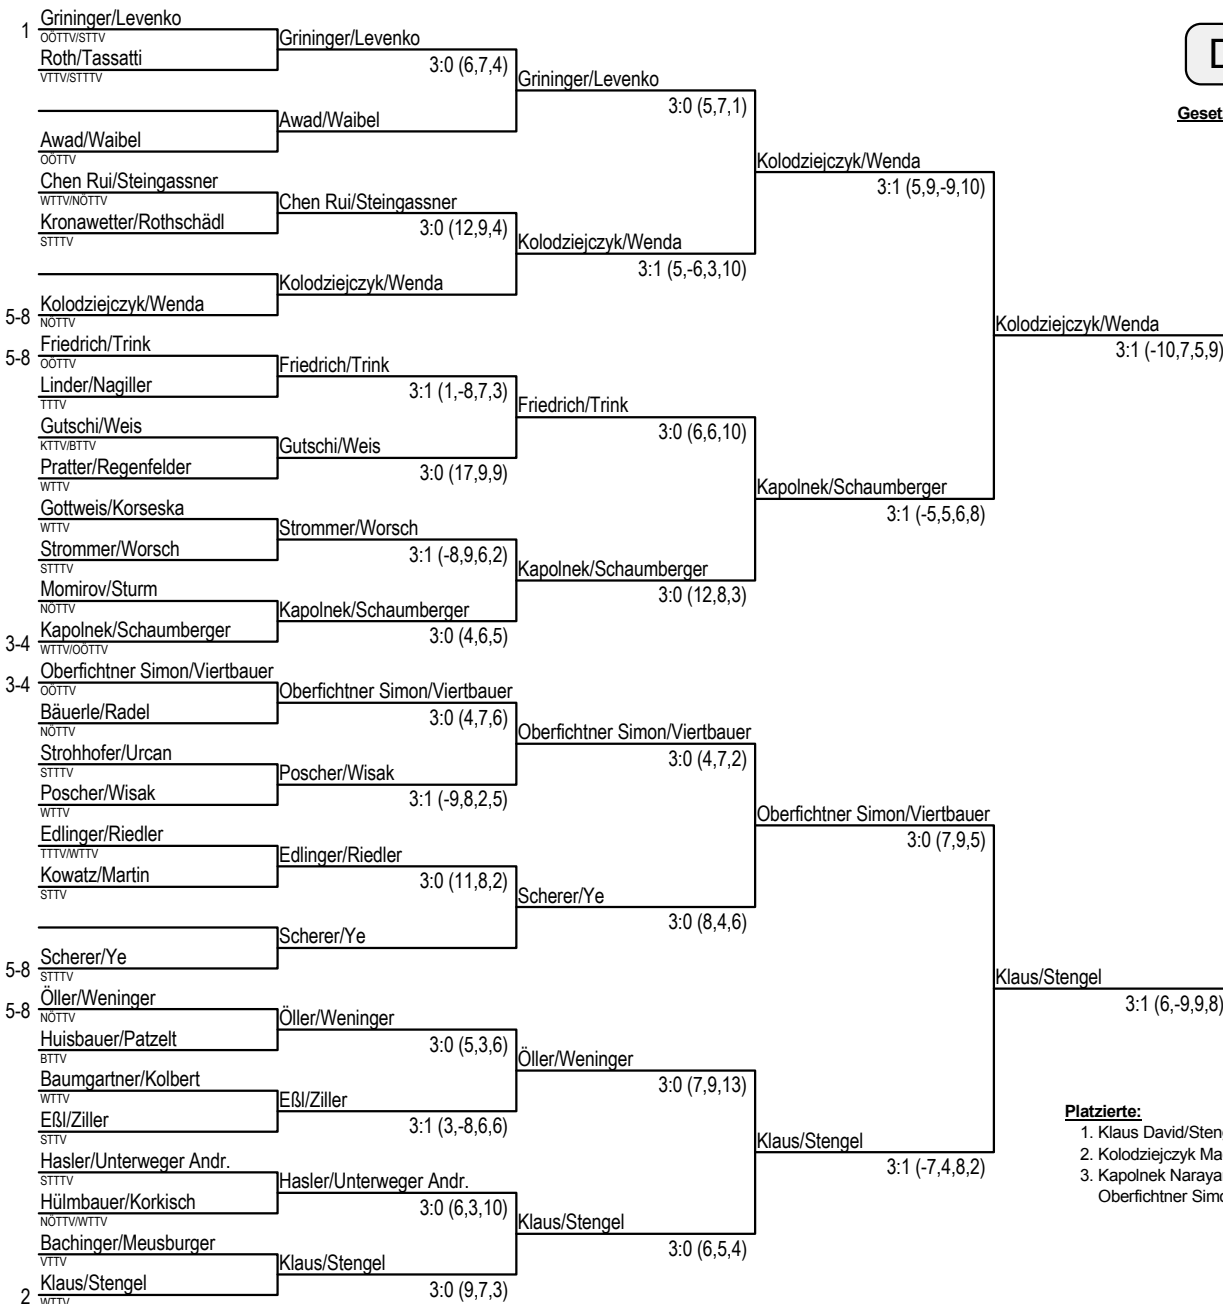 1
Grininger/Levenko
OÖTTV/STTV
Roth/Tassatti
VTTV/STTTV
Awad/Waibel
OÖTTV
Chen Rui/Steingassner
WTTV/NÖTTV
Kronawetter/Rothschädl
STTTV
5-8
Kolodziejczyk/Wenda
NÖTTV
5-8
Friedrich/Trink
OÖTTV
Linder/Nagiller
TTTV
Gutschi/Weis
KTTV/BTTV
Pratter/Regenfelder
WTTV
Gottweis/Korseska
WTTV
Strommer/Worsch
STTTV
Momirov/Sturm
NÖTTV
3-4
Kapolnek/Schaumberger
WTTV/OÖTTV
3-4
Oberfichtner Simon/Viertbauer
OÖTTV
Bäuerle/Radel
NÖTTV
Strohhofer/Urcan
STTTV
Poscher/Wisak
WTTV
Edlinger/Riedler
TTTV/WTTV
Kowatz/Martin
STTV
5-8
Scherer/Ye
STTTV
5-8
Öller/Weninger
NÖTTV
Huisbauer/Patzelt
BTTV
Baumgartner/Kolbert
WTTV
Eßl/Ziller
STTV
Hasler/Unterweger Andr.
STTTV
Hülmbauer/Korkisch
NÖTTV/WTTV
Bachinger/Meusburger
VTTV
2
Klaus/Stengel
WTTV
Grininger/Levenko
3:0 (6,7,4)
Awad/Waibel
Chen Rui/Steingassner
3:0 (12,9,4)
Kolodziejczyk/Wenda
Friedrich/Trink
3:1 (1,-8,7,3)
Gutschi/Weis
3:0 (17,9,9)
Strommer/Worsch
3:1 (-8,9,6,2)
Kapolnek/Schaumberger
3:0 (4,6,5)
Oberfichtner Simon/Viertbauer
3:0 (4,7,6)
Poscher/Wisak
3:1 (-9,8,2,5)
Edlinger/Riedler
3:0 (11,8,2)
Scherer/Ye
Öller/Weninger
3:0 (5,3,6)
Eßl/Ziller
3:1 (3,-8,6,6)
Hasler/Unterweger Andr.
3:0 (6,3,10)
Klaus/Stengel
3:0 (9,7,3)
Grininger/Levenko
3:0 (5,7,1)
Kolodziejczyk/Wenda
3:1 (5,-6,3,10)
Friedrich/Trink
3:0 (6,6,10)
Kapolnek/Schaumberger
3:0 (12,8,3)
Oberfichtner Simon/Viertbauer
3:0 (4,7,2)
Scherer/Ye
3:0 (8,4,6)
Öller/Weninger
3:0 (7,9,13)
Klaus/Stengel
3:0 (6,5,4)
Kolodziejczyk/Wenda
3:1 (5,9,-9,10)
Kapolnek/Schaumberger
3:1 (-5,5,6,8)
Oberfichtner Simon/Viertbauer
3:0 (7,9,5)
Klaus/Stengel
3:1 (-7,4,8,2)
Kolodziejczyk/Wenda
3:1 (-10,7,5,9)
Klaus/Stengel
3:1 (6,-9,9,8)
Geset
Platzierte:
1. Klaus David/Sten
2. Kolodziejczyk Ma
3. Kapolnek Naraya
Oberfichtner Sim